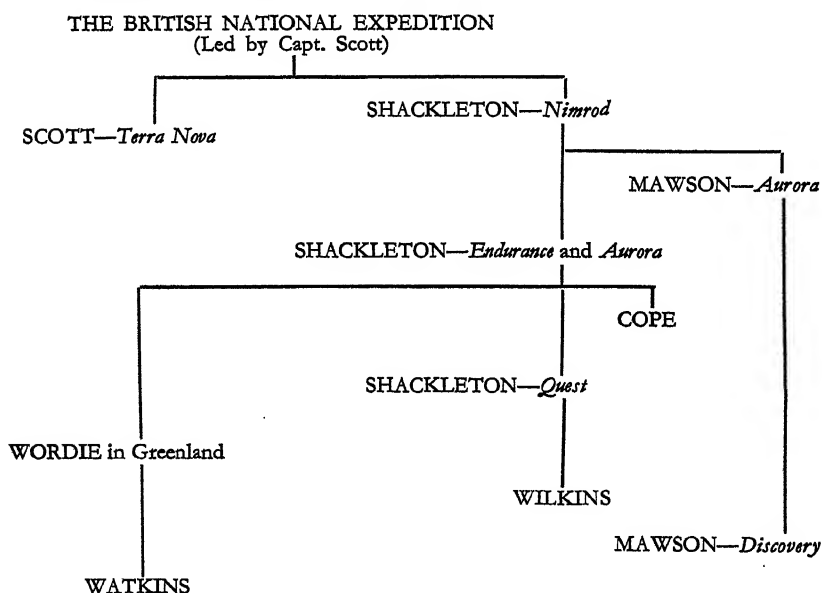 THE BRITISH NATIONAL EXPEDITION
(Led by Capt. Scott)
SHACKLETON—Nimrod
SCOTT—Terra Nova
MAWSON—Aurora
SHACKLETON—Endurance and Aurora
COPE
SHACKLETON—Quest
WORDIE in Greenland
WILKINS
MAWSON—Discovery
WATKINS